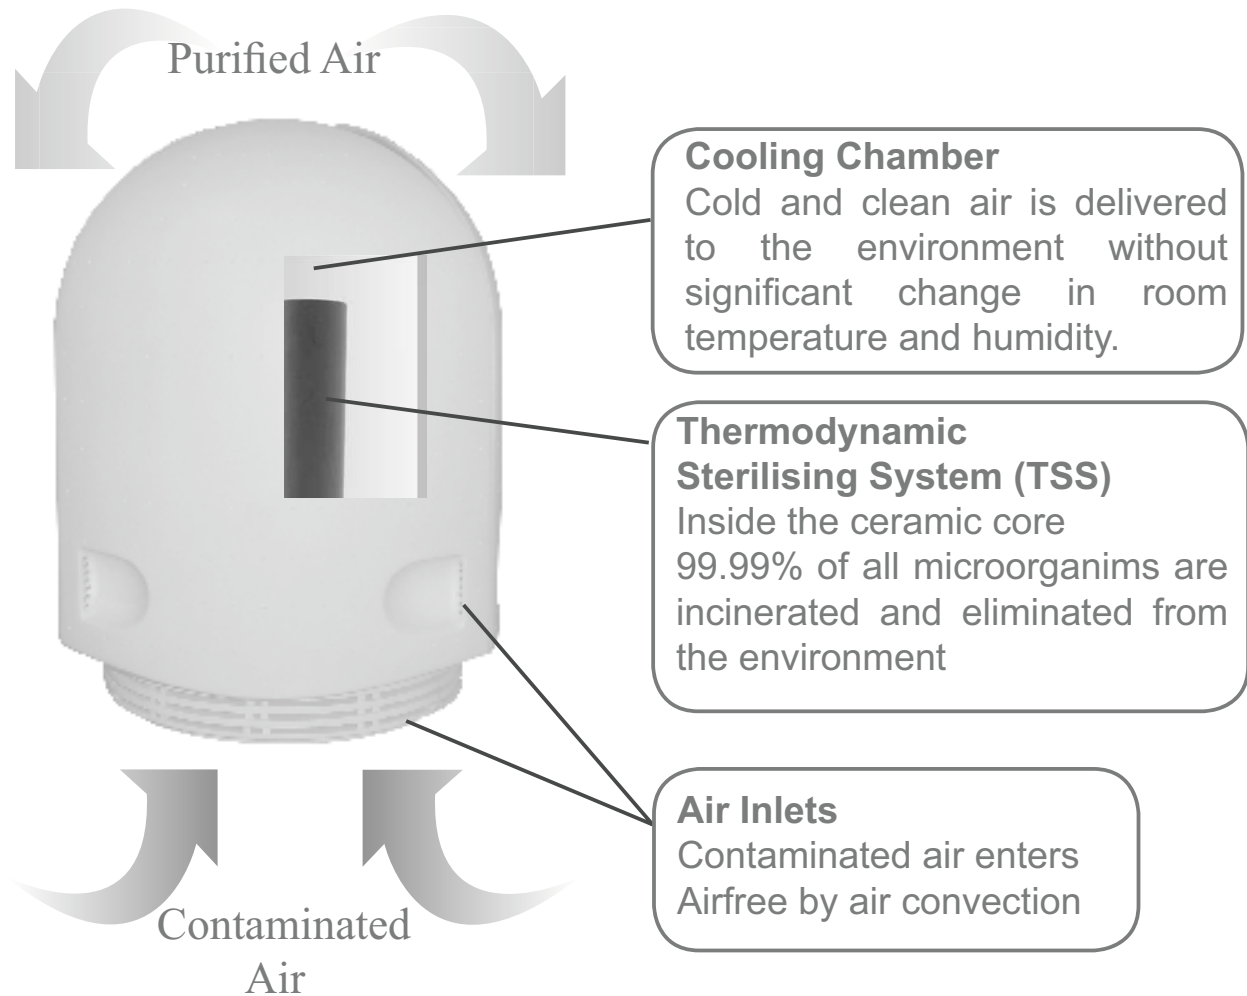 Purified Air
Cooling Chamber
Cold and clean air is delivered
to the environment without
significant change in room
temperature and humidity.
Thermodynamic
Sterilising System (TSS)
Inside the ceramic core
99.99% of all microorganims are
incinerated and eliminated from
the environment
Air Inlets
Contaminated air enters
Airfree by air convection
Contaminated
Air